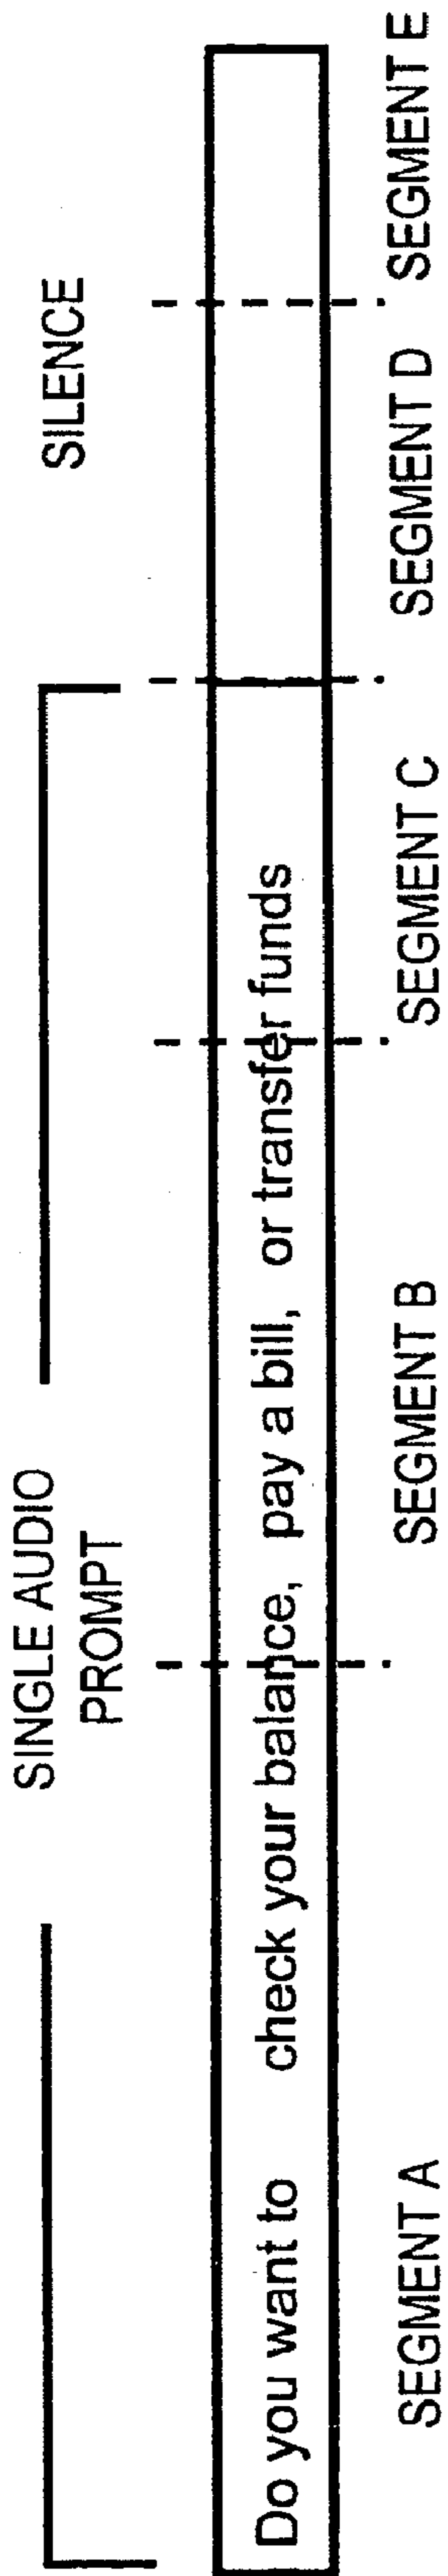 SINGLE AUDIO
PROMPT
SILENCE
Do you want to check your balance, pay a bill, or transfer funds
SEGMENT A
SEGMENT B
SEGMENT C
SEGMENT D
SEGMENT E